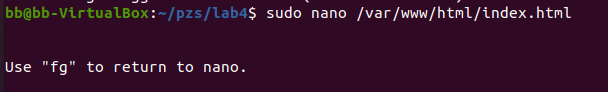 bb@bb-VirtualBox:~/pzs/lab4$ sudo nano /var/www/html/index.html
Use "fg" to return to nano.